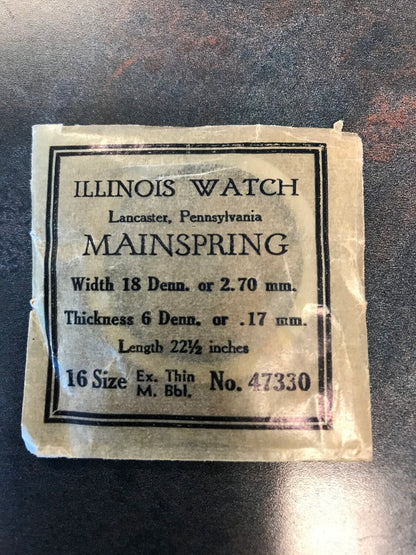 ILLINOIS WATCH
Lancaster, Pennsylvania
MAINSPRING
Width 18 Denn. or 2.70 mm.
Thickness 6 Denn. or .17 mm.
Length 22½ inches
16 Size Ex. Thin M. Bbl. No. 47330